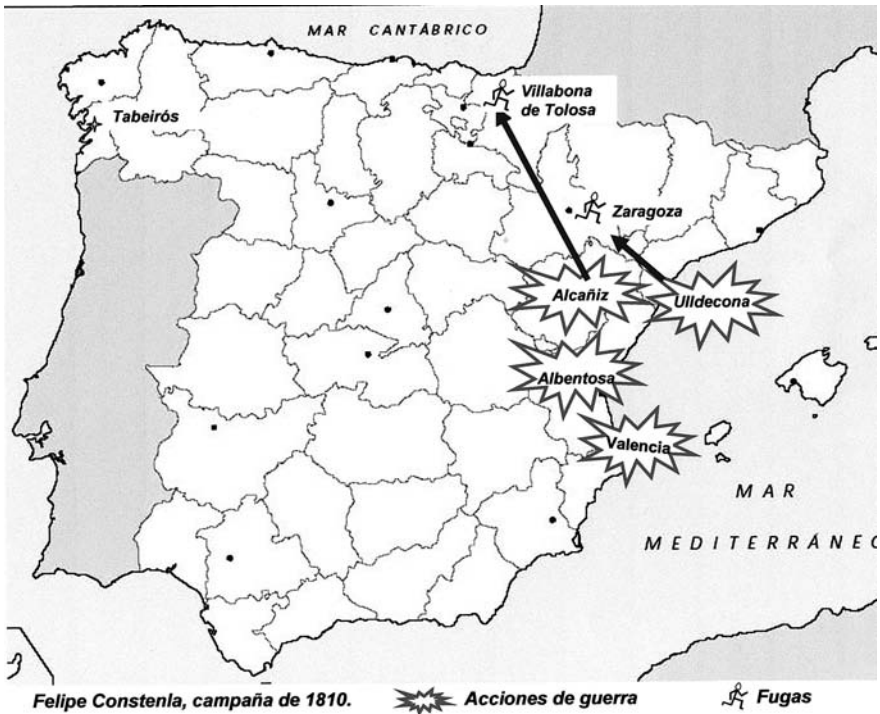 MAR CANTÁBRICO
Villabona
de Tolosa
Tabeirós
Zaragoza
Alcañiz
Ulldecona
Albentosa
Valencia
MAR
MEDITERRÁNEO
Felipe Constenla, campaña de 1810.
Acciones de guerra
Fugas